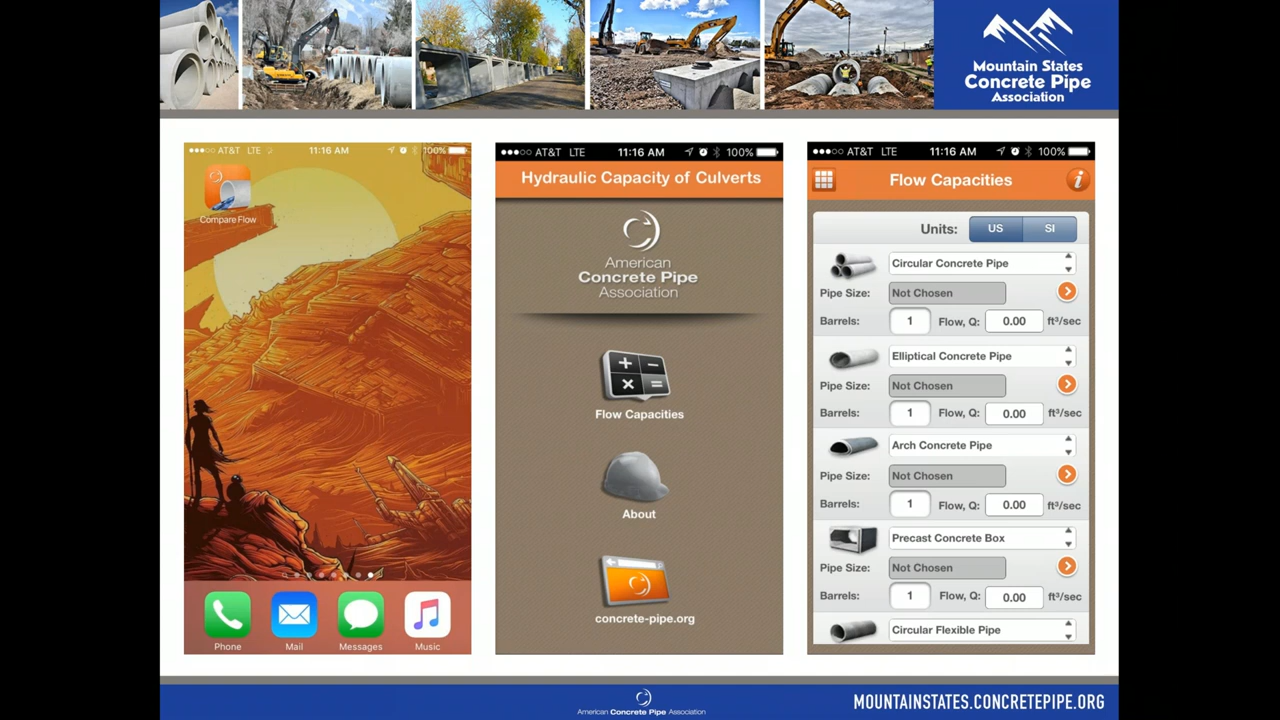 Mountain States
Concrete Pipe
Association
AT&T LTE 11:16 AM 100%
Compare Flow
Phone Mail Messages Music
AT&T LTE 11:16 AM 100%
Hydraulic Capacity of Culverts
American
Concrete Pipe
Association
Flow Capacities
About
concrete-pipe.org
AT&T LTE 11:16 AM 100%
Flow Capacities i
Units: US SI
Circular Concrete Pipe
Pipe Size: Not Chosen
Barrels: 1 Flow, Q: 0.00 ft³/sec
Elliptical Concrete Pipe
Pipe Size: Not Chosen
Barrels: 1 Flow, Q: 0.00 ft³/sec
Arch Concrete Pipe
Pipe Size: Not Chosen
Barrels: 1 Flow, Q: 0.00 ft³/sec
Precast Concrete Box
Pipe Size: Not Chosen
Barrels: 1 Flow, Q: 0.00 ft³/sec
Circular Flexible Pipe
American Concrete Pipe Association
MOUNTAINSTATES.CONCRETEPIPE.ORG